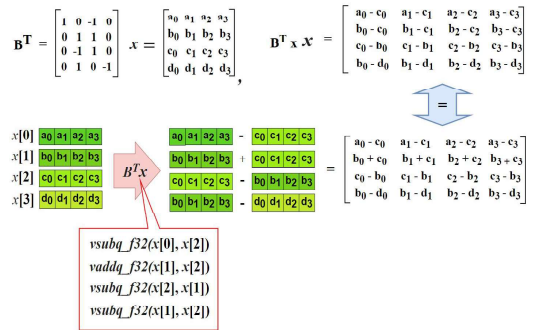 1 0 -1 0
0 1 1 0
0 -1 1 0
0 1 0 -1
Bᵀ =
x =
a₀ a₁ a₂ a₃
b₀ b₁ b₂ b₃
c₀ c₁ c₂ c₃
d₀ d₁ d₂ d₃
,
Bᵀ x x =
a₀ - c₀ a₁ - c₁ a₂ - c₂ a₃ - c₃
b₀ - c₀ b₁ - c₁ b₂ - c₂ b₃ - c₃
c₀ - b₀ c₁ - b₁ c₂ - b₂ c₃ - b₃
b₀ - d₀ b₁ - d₁ b₂ - d₂ b₃ - d₃
=
x[0] a₀ a₁ a₂ a₃
x[1] b₀ b₁ b₂ b₃
x[2] c₀ c₁ c₂ c₃
x[3] d₀ d₁ d₂ d₃
Bᵀx
a₀ a₁ a₂ a₃ - c₀ c₁ c₂ c₃
b₀ b₁ b₂ b₃ + c₀ c₁ c₂ c₃
c₀ c₁ c₂ c₃ - b₀ b₁ b₂ b₃
b₀ b₁ b₂ b₃ - d₀ d₁ d₂ d₃
=
a₀ - c₀ a₁ - c₁ a₂ - c₂ a₃ - c₃
b₀ + c₀ b₁ + c₁ b₂ + c₂ b₃ + c₃
c₀ - b₀ c₁ - b₁ c₂ - b₂ c₃ - b₃
b₀ - d₀ b₁ - d₁ b₂ - d₂ b₃ - d₃
vsubq_f32(x[0], x[2])
vaddq_f32(x[1], x[2])
vsubq_f32(x[2], x[1])
vsubq_f32(x[1], x[2])